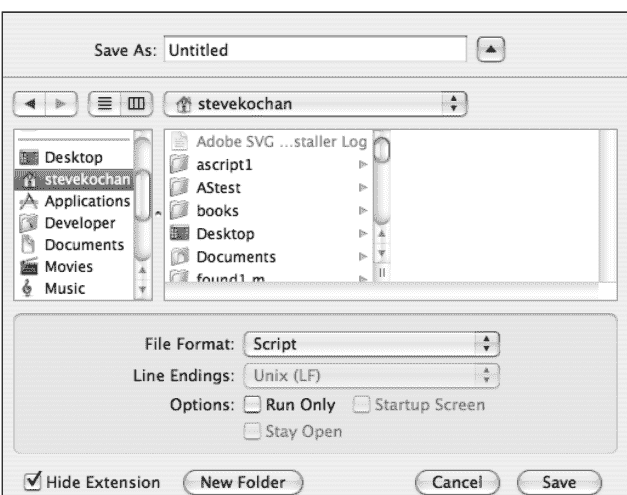 Save As: Untitled
stevekochan
Desktop
stevekochan
Applications
Developer
Documents
Movies
Music
Adobe SVG ...staller Log
ascript1
AStest
books
Desktop
Documents
found1.m
File Format: Script
Line Endings: Unix (LF)
Options: Run Only Startup Screen
Stay Open
Hide Extension New Folder Cancel Save